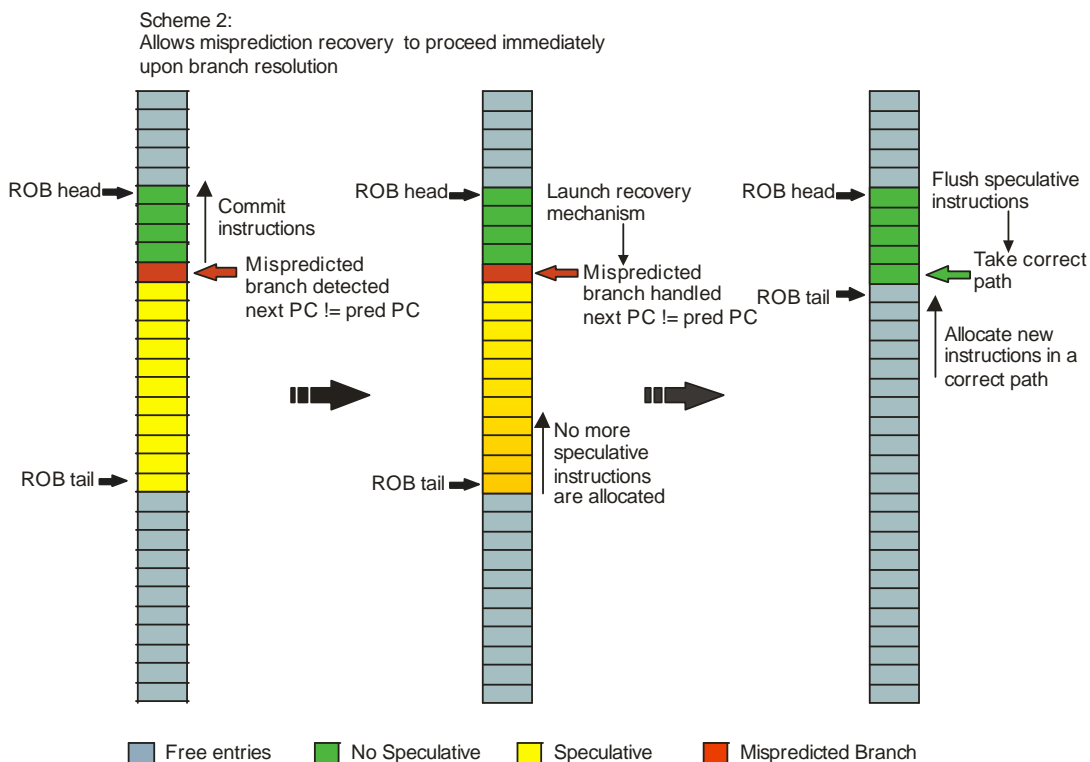 Scheme 2:
Allows misprediction recovery to proceed immediately
upon branch resolution
ROB head
Commit
instructions
Mispredicted
branch detected
next PC != pred PC
ROB tail
ROB head
Launch recovery
mechanism
Mispredicted
branch handled
next PC != pred PC
No more
speculative
instructions
are allocated
ROB tail
ROB head
Flush speculative
instructions
Take correct
path
ROB tail
Allocate new
instructions in a
correct path
Free entries
No Speculative
Speculative
Mispredicted Branch